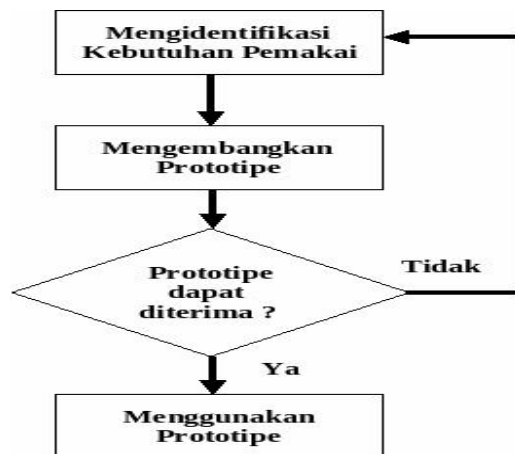 Mengidentifikasi
Kebutuhan Pemakai
Mengembangkan
Prototipe
Prototipe
dapat
diterima ?
Tidak
Ya
Menggunakan
Prototipe